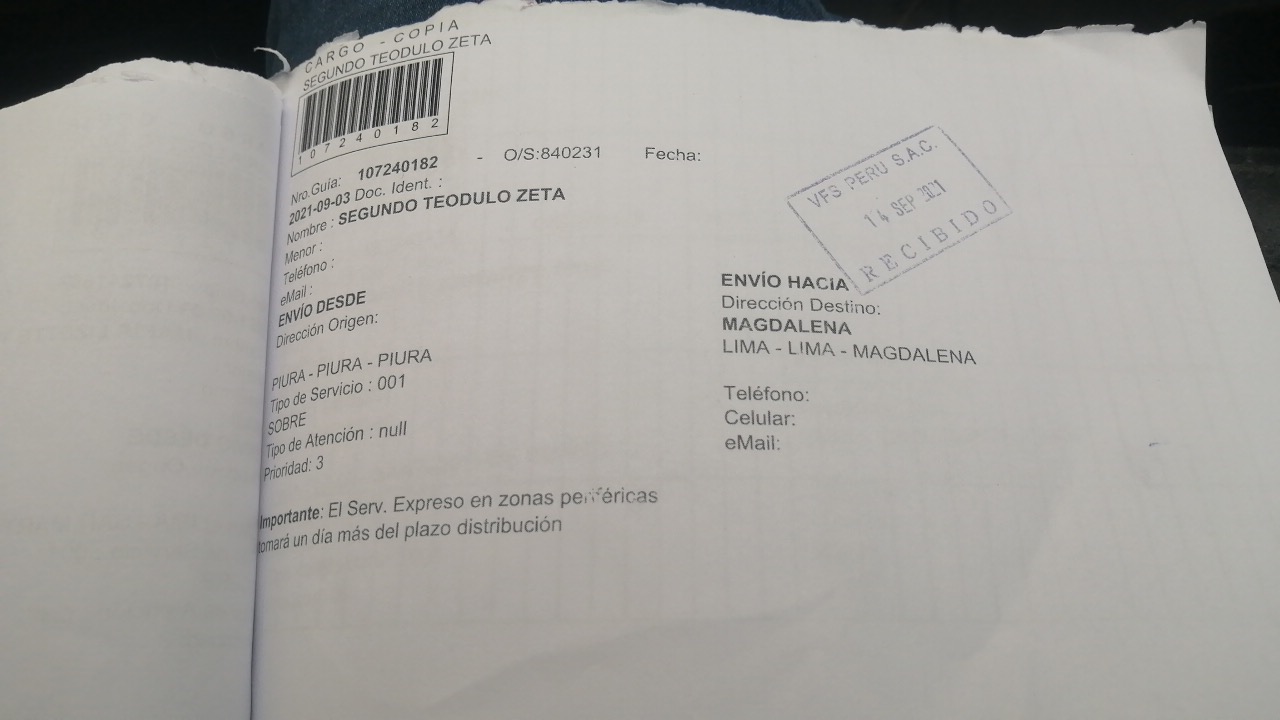 CARGO - COPIA
SEGUNDO TEODULO ZETA
107240182
Nro.Guía: 107240182 - O/S:840231 Fecha:
2021-09-03 Doc. Ident. :
Nombre : SEGUNDO TEODULO ZETA
Menor :
Teléfono :
eMail :
ENVÍO DESDE
Dirección Origen:
PIURA - PIURA - PIURA
Tipo de Servicio : 001
SOBRE
Tipo de Atención : null
Prioridad: 3
Importante: El Serv. Expreso en zonas periféricas
tomará un día más del plazo distribución
VFS PERU S.A.C.
14 SEP 2021
RECIBIDO
ENVÍO HACIA
Dirección Destino:
MAGDALENA
LIMA - LIMA - MAGDALENA
Teléfono:
Celular:
eMail: